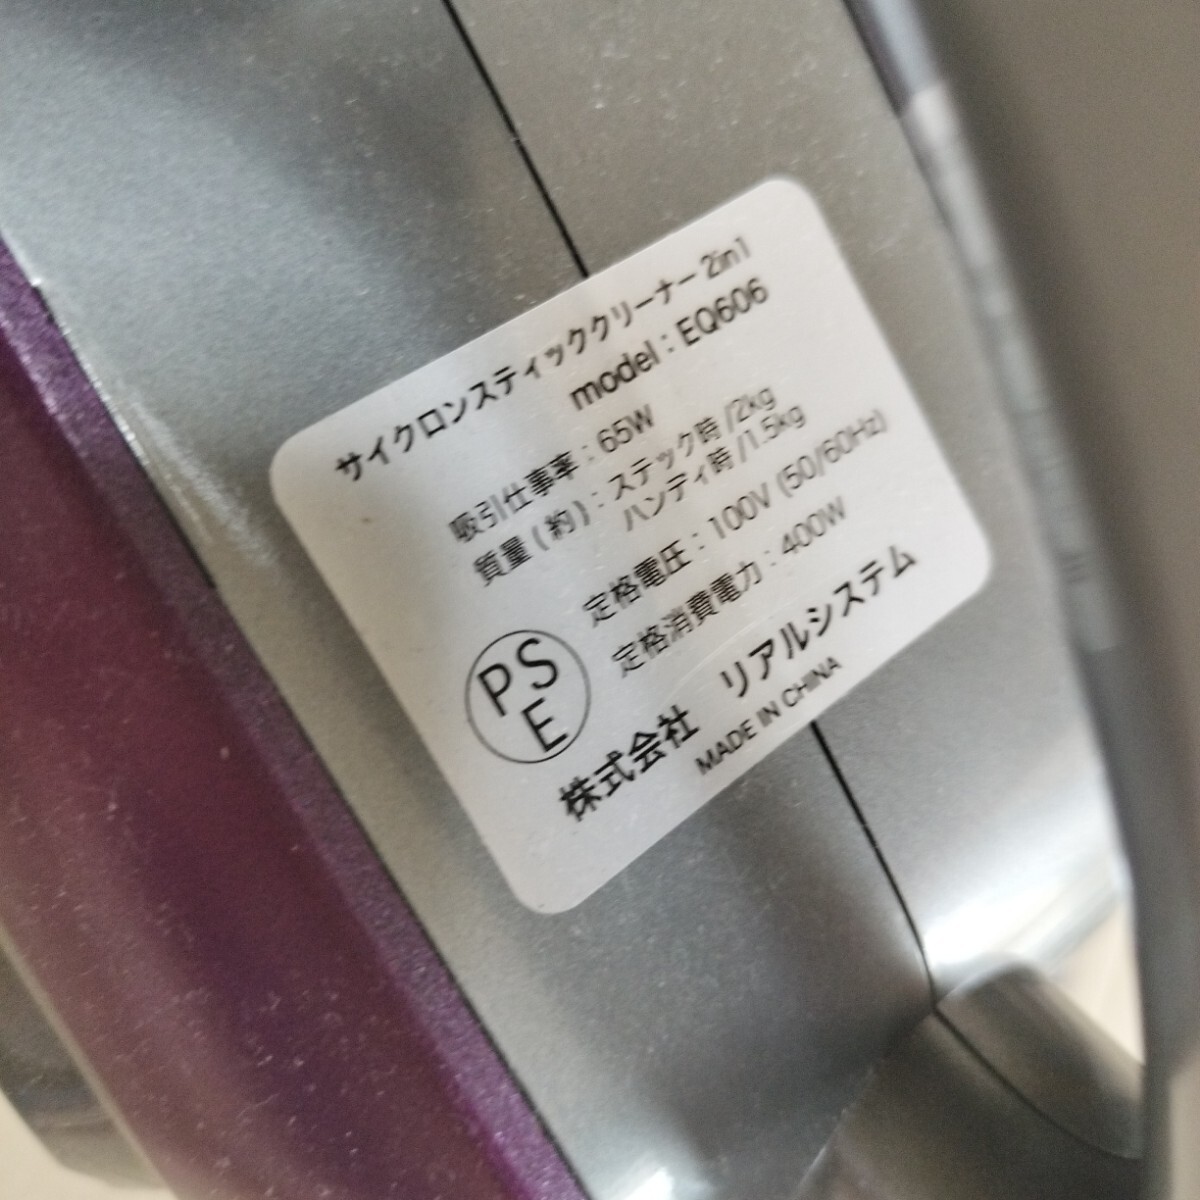 サイクロンスティッククリーナー 2in1
model : EQ606
吸引仕事率 : 65W
質量 (約) : スティック時 /2kg
ハンディ時 /1.5kg
定格電圧 : 100V (50/60Hz)
定格消費電力 : 400W
PS
E
株式会社 リアルシステム
MADE IN CHINA